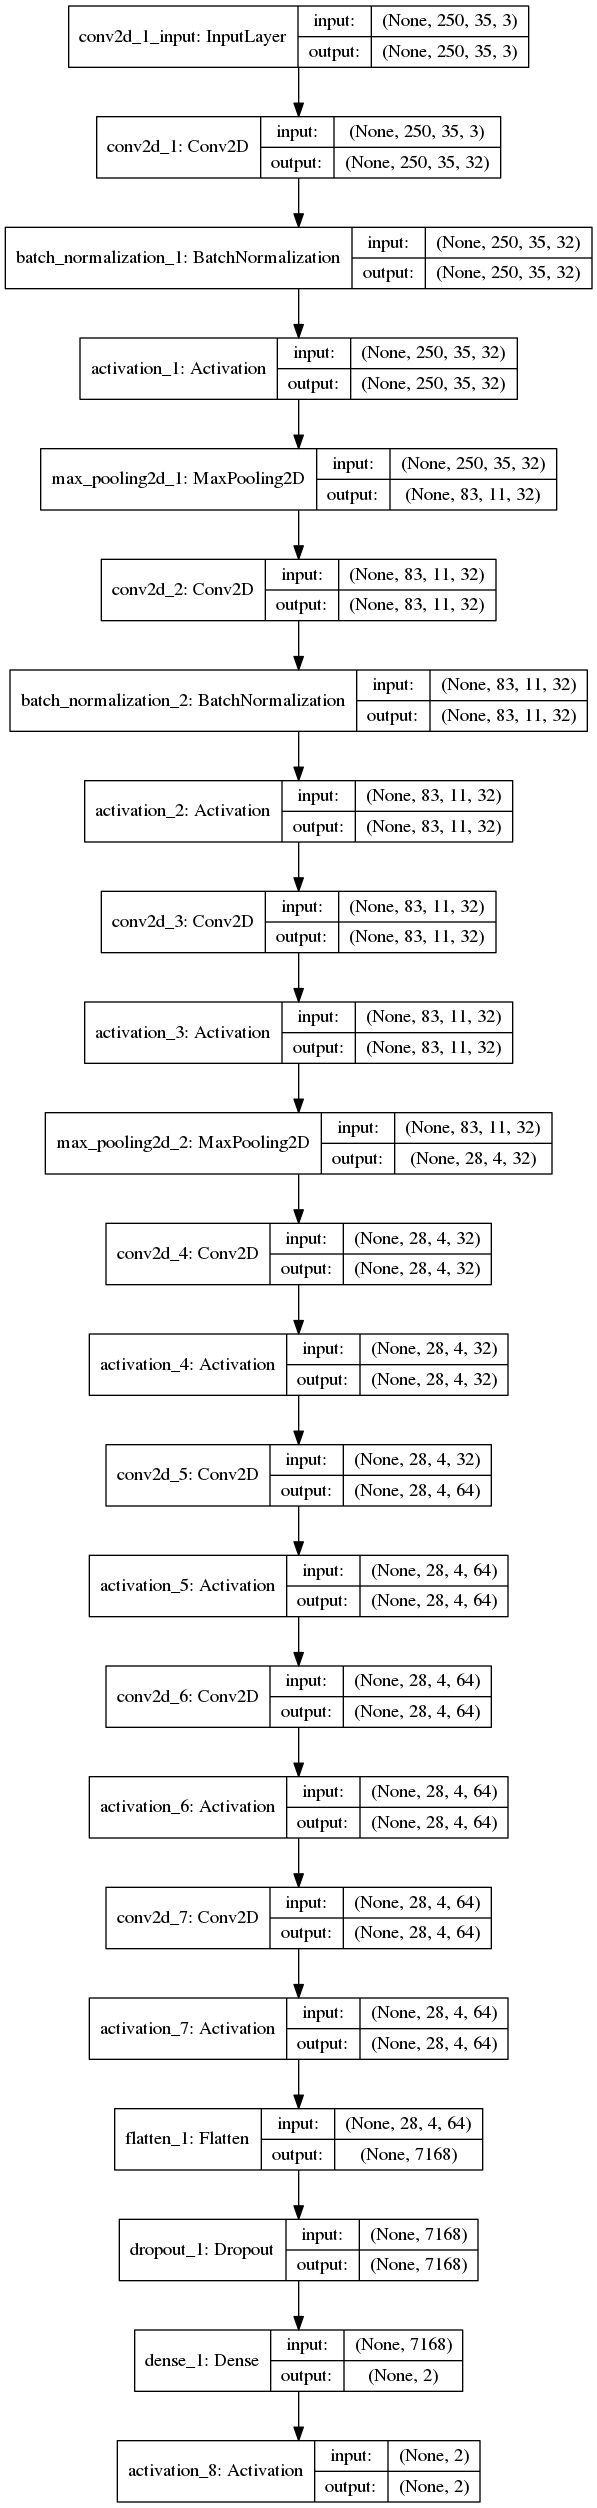 conv2d_1_input: InputLayer input: (None, 250, 35, 3)
output: (None, 250, 35, 3)
conv2d_1: Conv2D input: (None, 250, 35, 3)
output: (None, 250, 35, 32)
batch_normalization_1: BatchNormalization input: (None, 250, 35, 32)
output: (None, 250, 35, 32)
activation_1: Activation input: (None, 250, 35, 32)
output: (None, 250, 35, 32)
max_pooling2d_1: MaxPooling2D input: (None, 250, 35, 32)
output: (None, 83, 11, 32)
conv2d_2: Conv2D input: (None, 83, 11, 32)
output: (None, 83, 11, 32)
batch_normalization_2: BatchNormalization input: (None, 83, 11, 32)
output: (None, 83, 11, 32)
activation_2: Activation input: (None, 83, 11, 32)
output: (None, 83, 11, 32)
conv2d_3: Conv2D input: (None, 83, 11, 32)
output: (None, 83, 11, 32)
activation_3: Activation input: (None, 83, 11, 32)
output: (None, 83, 11, 32)
max_pooling2d_2: MaxPooling2D input: (None, 83, 11, 32)
output: (None, 28, 4, 32)
conv2d_4: Conv2D input: (None, 28, 4, 32)
output: (None, 28, 4, 32)
activation_4: Activation input: (None, 28, 4, 32)
output: (None, 28, 4, 32)
conv2d_5: Conv2D input: (None, 28, 4, 32)
output: (None, 28, 4, 64)
activation_5: Activation input: (None, 28, 4, 64)
output: (None, 28, 4, 64)
conv2d_6: Conv2D input: (None, 28, 4, 64)
output: (None, 28, 4, 64)
activation_6: Activation input: (None, 28, 4, 64)
output: (None, 28, 4, 64)
conv2d_7: Conv2D input: (None, 28, 4, 64)
output: (None, 28, 4, 64)
activation_7: Activation input: (None, 28, 4, 64)
output: (None, 28, 4, 64)
flatten_1: Flatten input: (None, 28, 4, 64)
output: (None, 7168)
dropout_1: Dropout input: (None, 7168)
output: (None, 7168)
dense_1: Dense input: (None, 7168)
output: (None, 2)
activation_8: Activation input: (None, 2)
output: (None, 2)